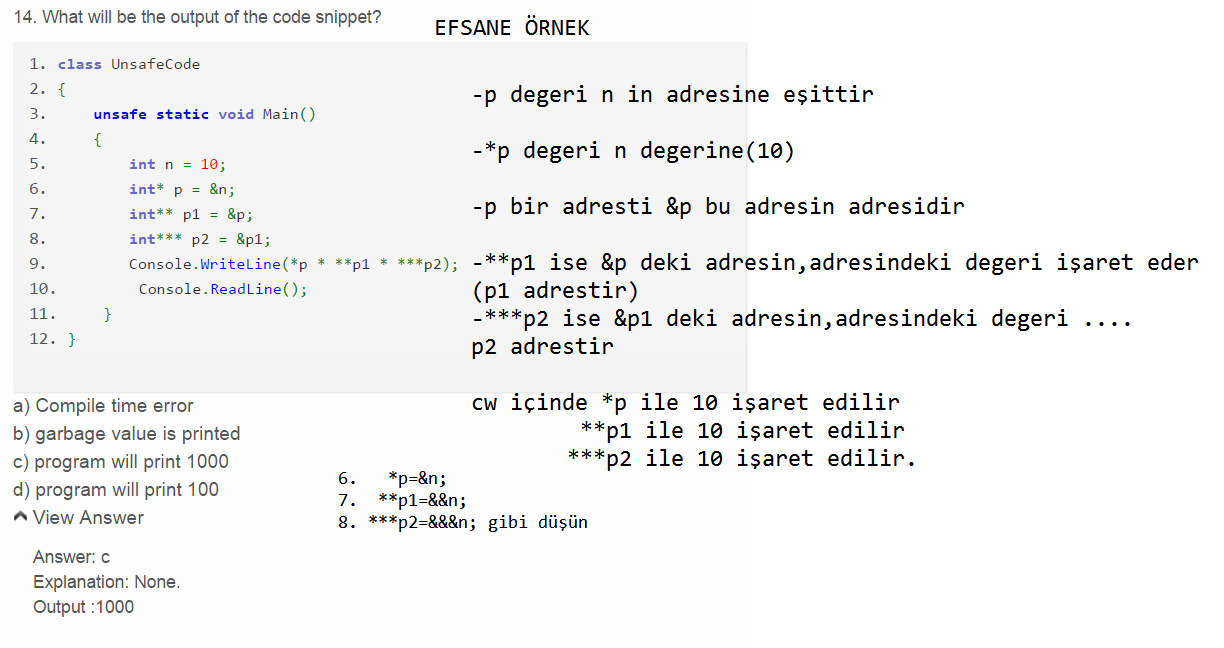 14. What will be the output of the code snippet?
EFSANE ÖRNEK
1. class UnsafeCode
2. {
3. unsafe static void Main()
4. {
5. int n = 10;
6. int* p = &n;
7. int** p1 = &p;
8. int*** p2 = &p1;
9. Console.WriteLine(*p * **p1 * ***p2);
10. Console.ReadLine();
11. }
12. }
-p degeri n in adresine eşittir
-*p degeri n degerine(10)
-p bir adresti &p bu adresin adresidir
-**p1 ise &p deki adresin,adresindeki degeri işaret eder
(p1 adrestir)
-***p2 ise &p1 deki adresin,adresindeki degeri ....
p2 adrestir
cw içinde *p ile 10 işaret edilir
**p1 ile 10 işaret edilir
***p2 ile 10 işaret edilir.
a) Compile time error
b) garbage value is printed
c) program will print 1000
d) program will print 100
View Answer
6. *p=&n;
7. **p1=&&n;
8. ***p2=&&&n; gibi düşün
Answer: c
Explanation: None.
Output :1000